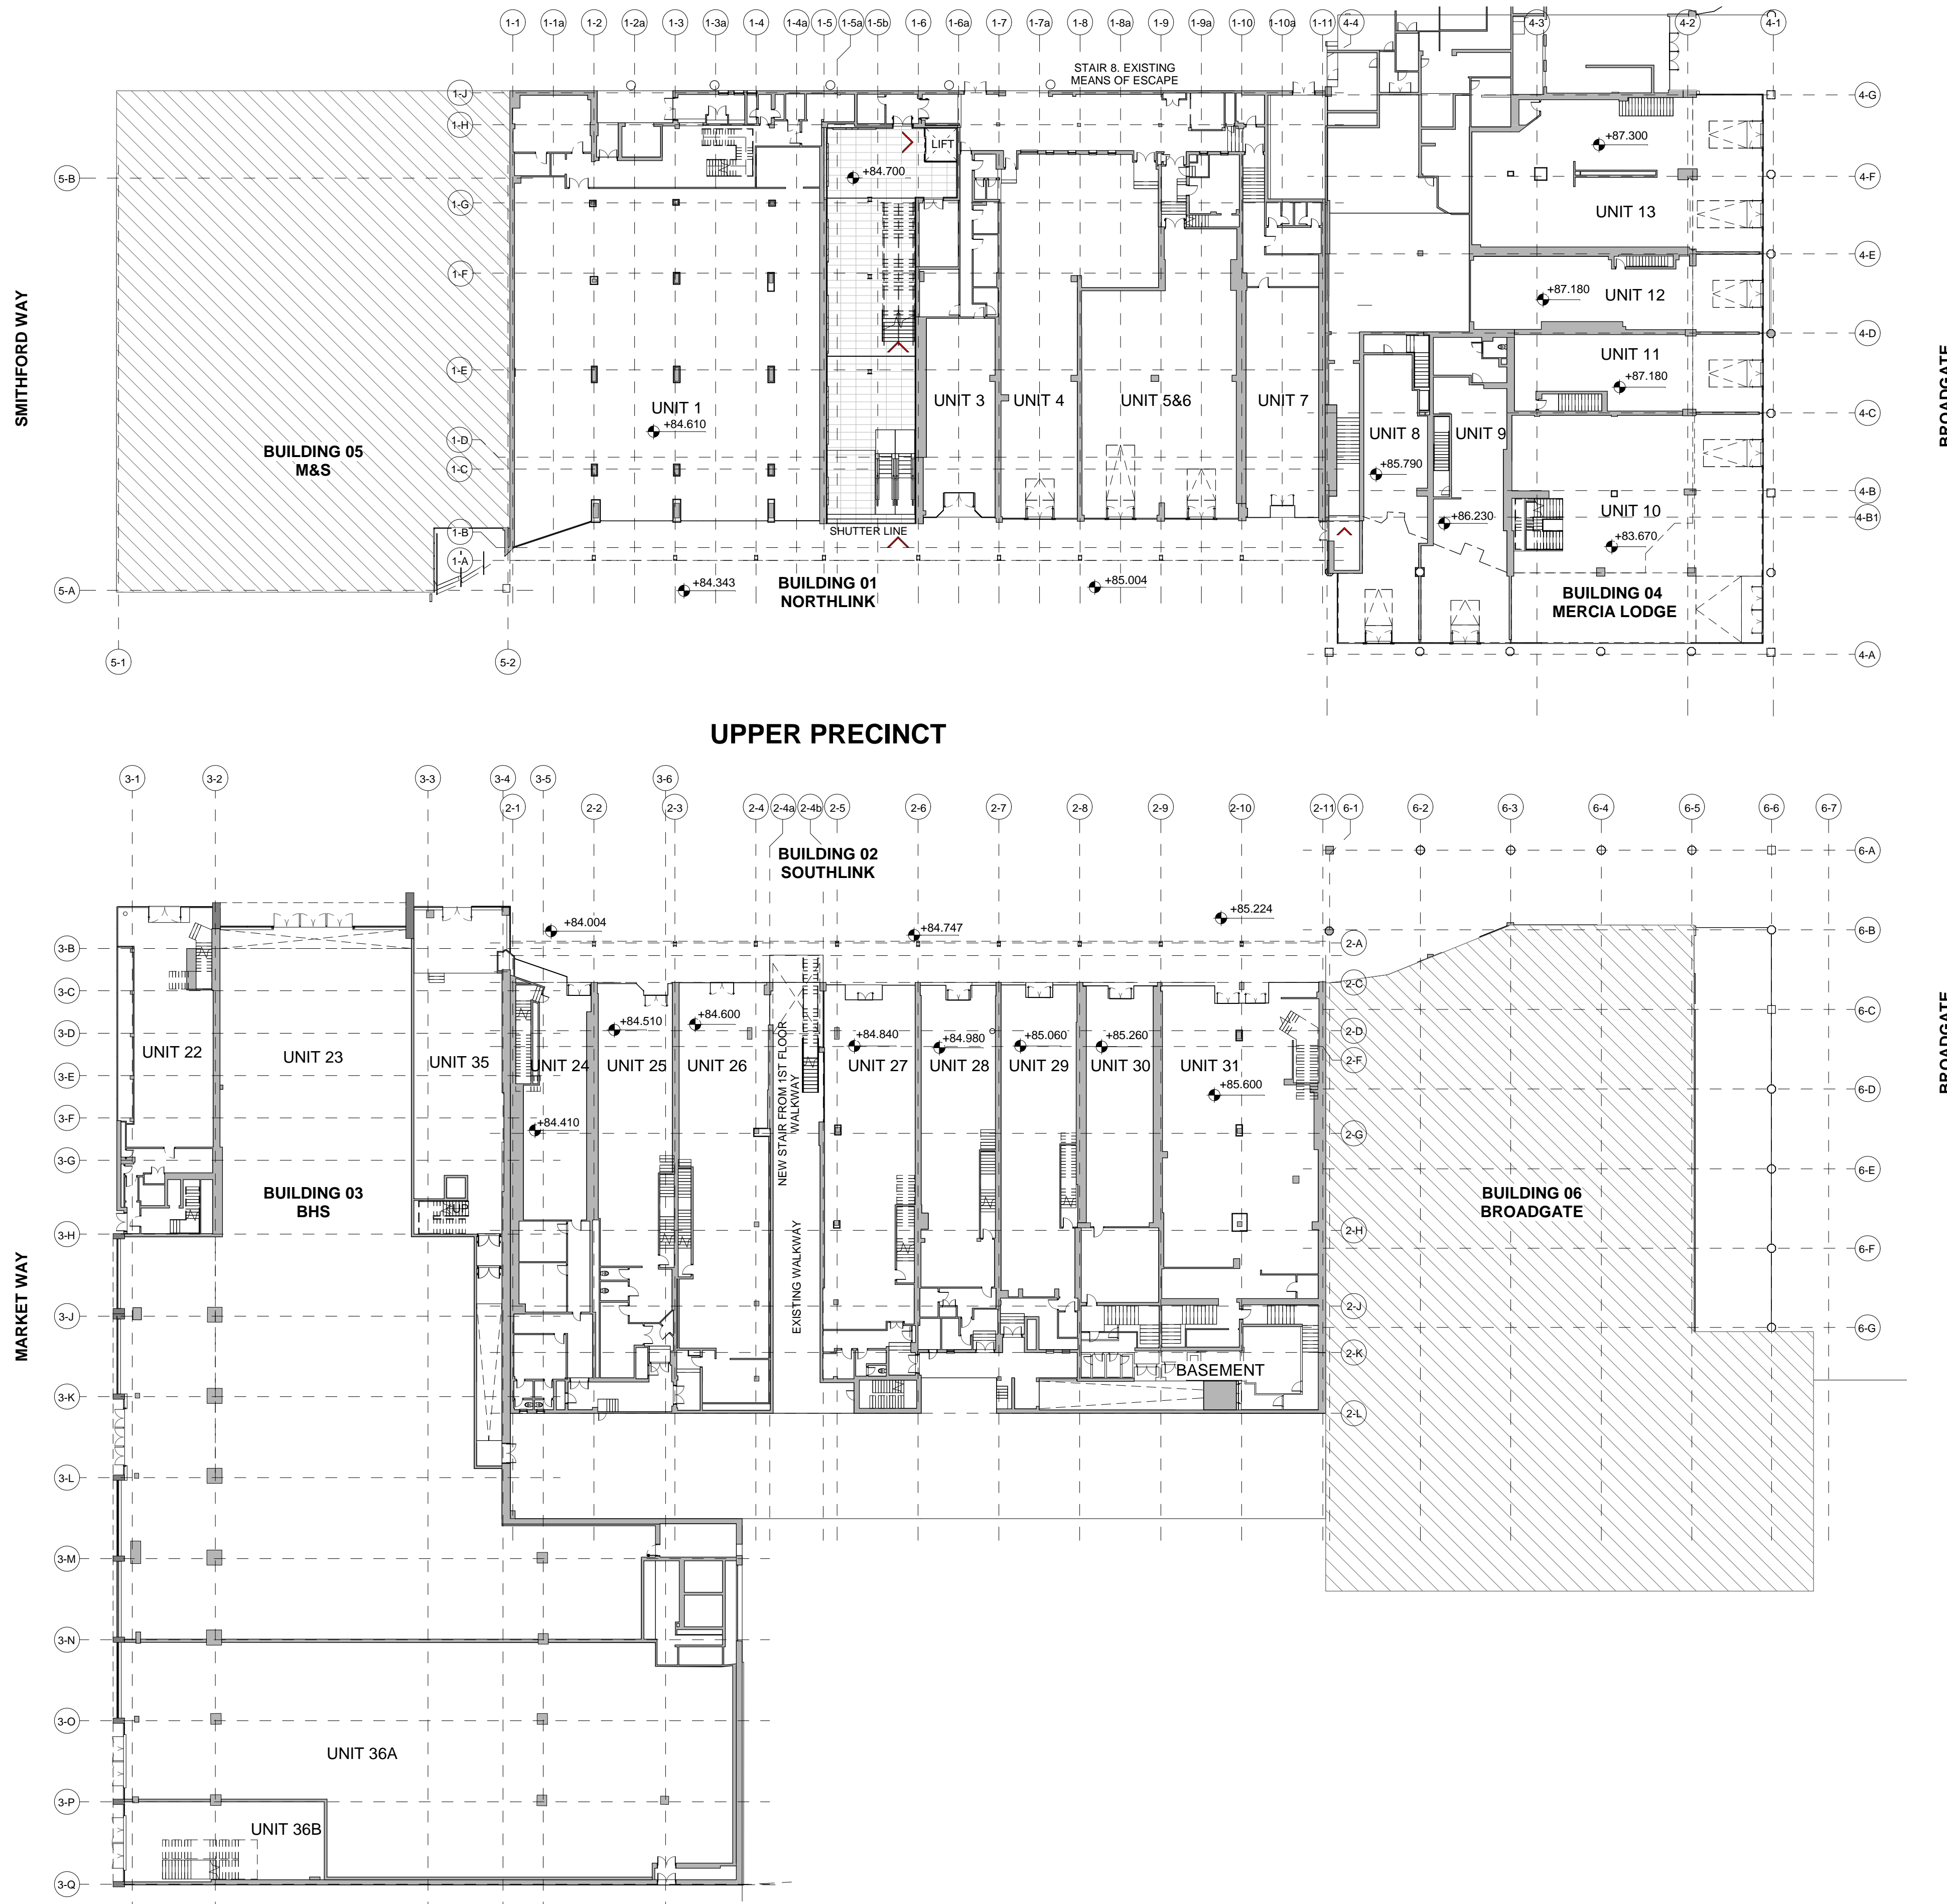 1-1 1-1a 1-2 1-2a 1-3 1-3a 1-4 1-4a 1-5 1-5a 1-5b 1-6 1-6a 1-7 1-7a 1-8 1-8a 1-9 1-9a 1-10 1-10a 1-11 4-4 4-3 4-2 4-1
STAIR 8. EXISTING
MEANS OF ESCAPE
1-J
4-G
1-H
+87.300
LIFT
5-B
+84.700
4-F
1-G
UNIT 13
4-E
1-F
+87.180
UNIT 12
SMITHFORD WAY
4-D
UNIT 11
BROADGATE
1-E
+87.180
UNIT 1
UNIT 3
UNIT 4
UNIT 5&6
UNIT 7
4-C
+84.610
UNIT 8
UNIT 9
1-D
BUILDING 05
M&S
1-C
+85.790
4-B
UNIT 10
4-B1
+86.230
1-B
SHUTTER LINE
+83.670
1-A
5-A
+84.343
BUILDING 01
NORTHLINK
+85.004
BUILDING 04
MERCIA LODGE
5-1
5-2
4-A
UPPER PRECINCT
3-1 3-2 3-3 3-4 3-5 3-6
2-1 2-2 2-3 2-4 2-4a 2-4b 2-5 2-6 2-7 2-8 2-9 2-10 2-11 6-1 6-2 6-3 6-4 6-5 6-6 6-7
BUILDING 02
SOUTHLINK
6-A
+84.004
+84.747
+85.224
6-B
3-B
2-A
3-C
2-C
6-C
+84.510
+84.600
3-D
+84.840
+84.980
+85.060
+85.260
2-D
UNIT 22
UNIT 23
UNIT 35
UNIT 24
UNIT 25
UNIT 26
UNIT 27
UNIT 28
UNIT 29
UNIT 30
UNIT 31
2-F
BROADGATE
3-E
+85.600
6-D
NEW STAIR FROM 1ST FLOOR
WALKWAY
3-F
+84.410
2-G
3-G
6-E
BUILDING 03
BHS
BUILDING 06
BROADGATE
UP
3-H
2-H
6-F
EXISTING WALKWAY
MARKET WAY
3-J
2-J
6-G
2-K
BASEMENT
3-K
2-L
3-L
3-M
3-N
3-O
UNIT 36A
3-P
UNIT 36B
3-Q